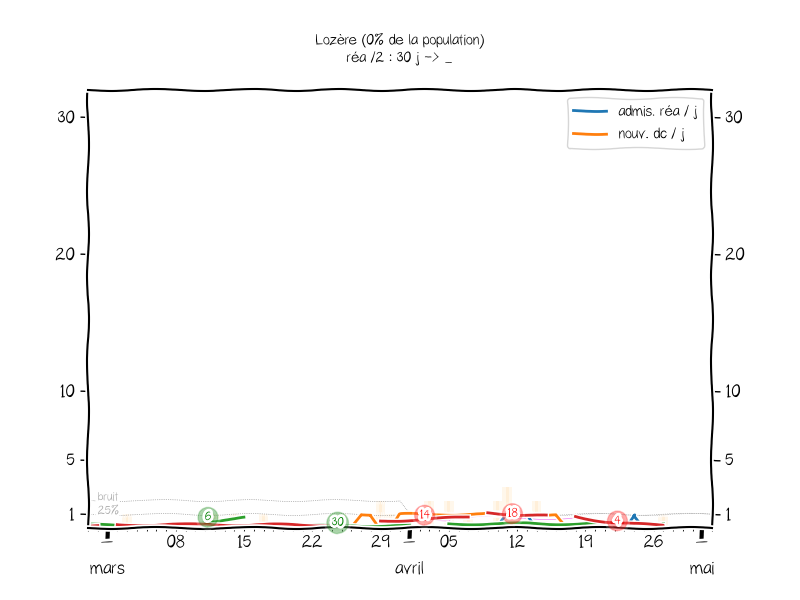 Lozère (0% de la population)
réa /2 : 30 j -> _
admis. réa / j
nouv. dc / j
30 30
20 20
10 10
5 5
bruit
25%
1 1
6 30 14 18 4
08 15 22 29 05 12 19 26
mars avril mai